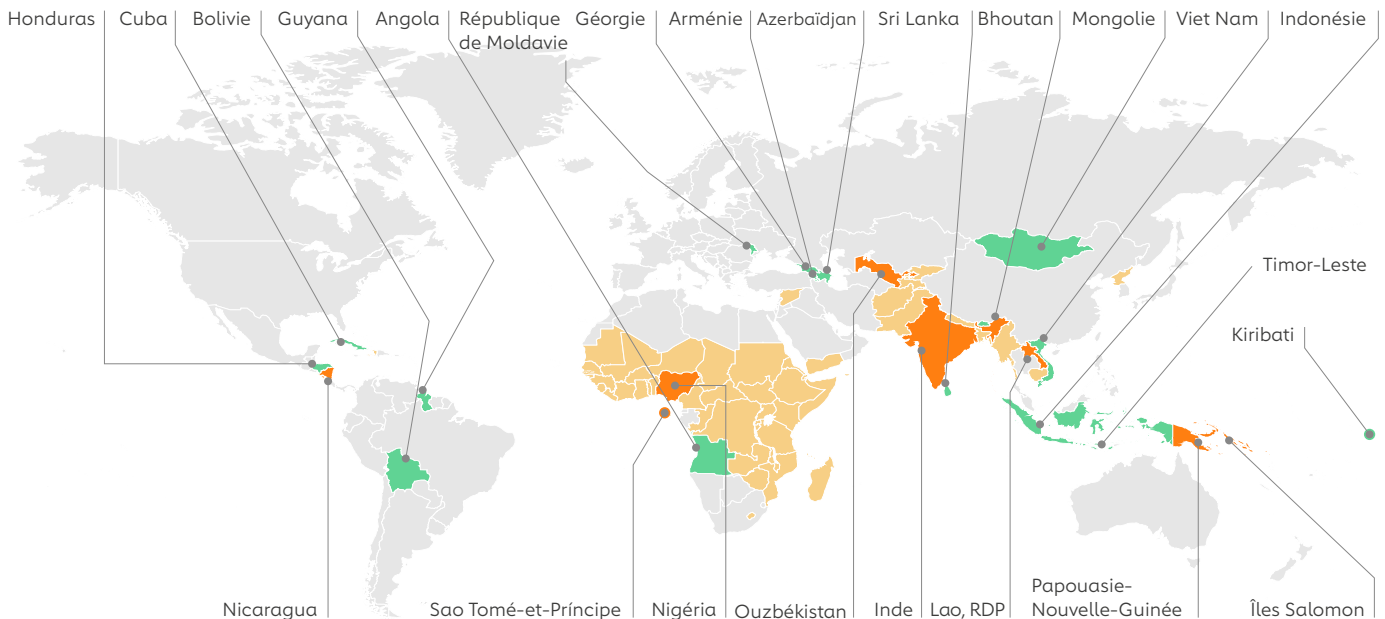 Honduras
Cuba
Bolivie
Guyana
Angola
République
de Moldavie
Géorgie
Arménie
Azerbaïdjan
Sri Lanka
Bhoutan
Mongolie
Viet Nam
Indonésie
Timor-Leste
Kiribati
Nicaragua
Sao Tomé-et-Príncipe
Nigéria
Ouzbékistan
Inde
Lao, RDP
Papouasie-
Nouvelle-Guinée
Îles Salomon